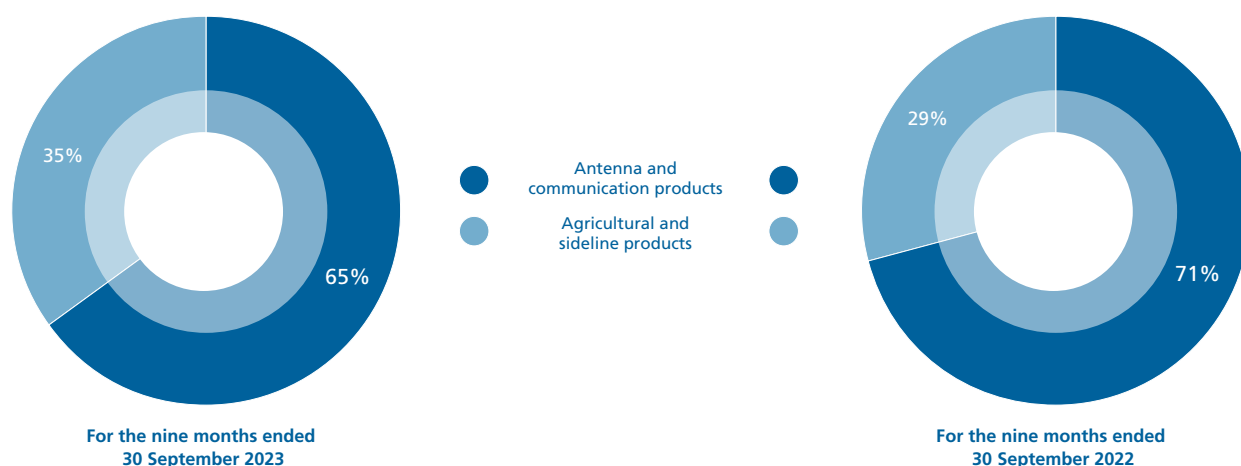 35%
65%
For the nine months ended
30 September 2023
Antenna and
communication products
Agricultural and
sideline products
29%
71%
For the nine months ended
30 September 2022